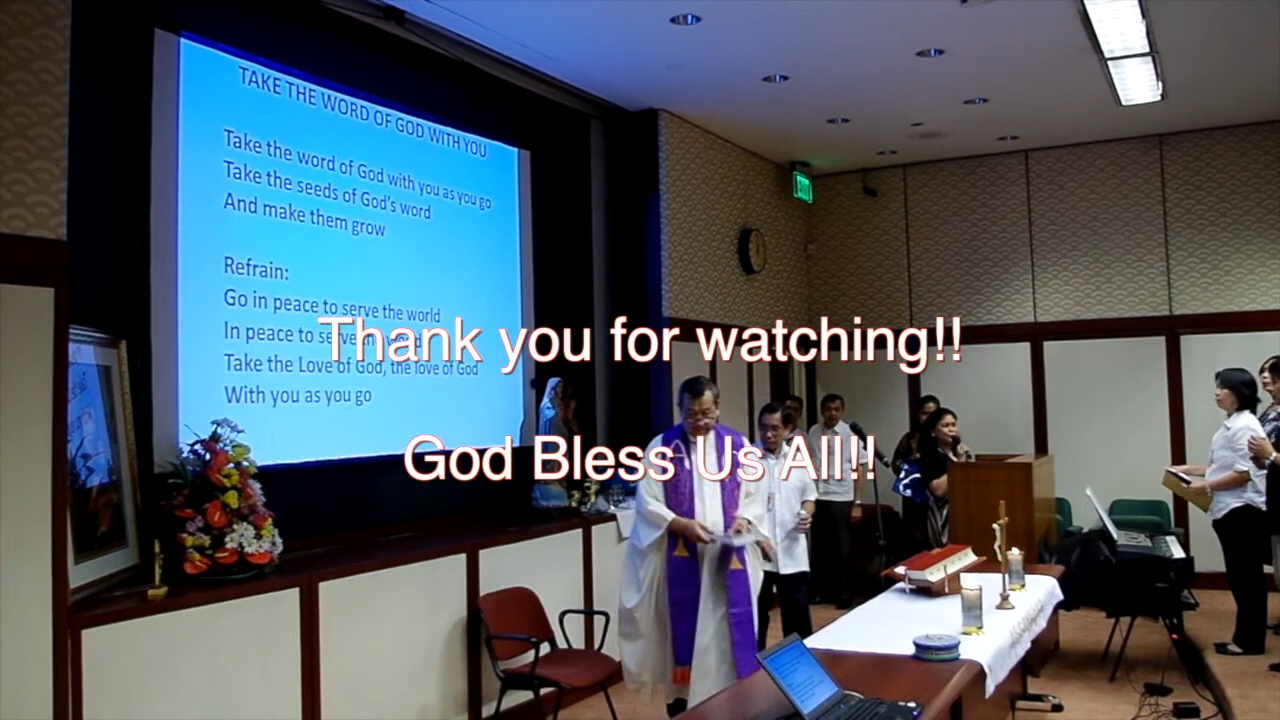 TAKE THE WORD OF GOD WITH YOU
Take the word of God with you as you go
Take the seeds of God's word
And make them grow
Refrain:
Go in peace to serve the world
In peace to serve
Take the Love of God, the love of God
With you as you go
Thank you for watching!!
God Bless Us All!!